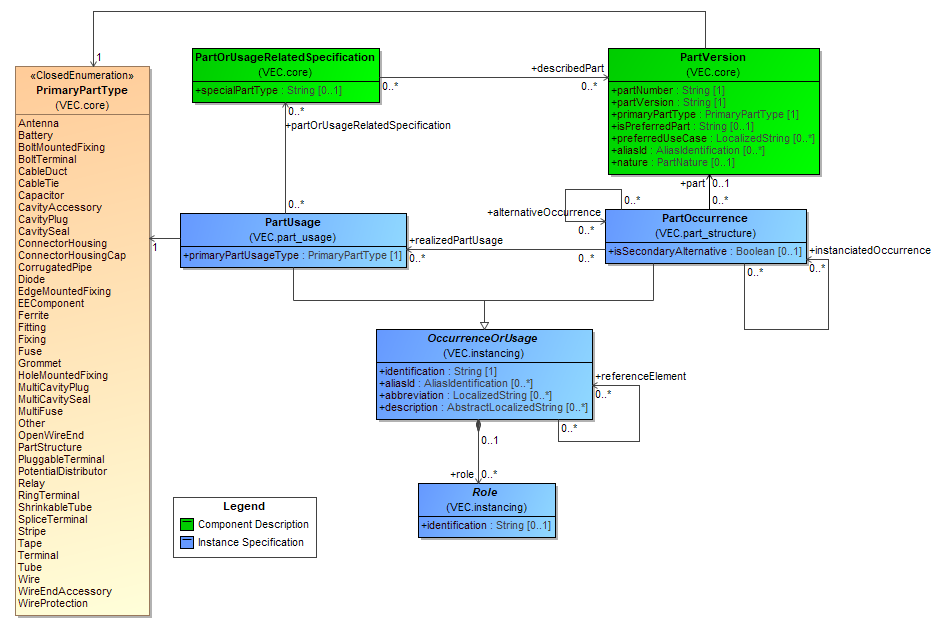 «ClosedEnumeration»
PrimaryPartType
(VEC.core)
Antenna
Battery
BoltMountedFixing
BoltTerminal
CableDuct
CableTie
Capacitor
CavityAccessory
CavityPlug
CavitySeal
ConnectorHousing
ConnectorHousingCap
CorrugatedPipe
Diode
EdgeMountedFixing
EEComponent
Ferrite
Fitting
Fixing
Fuse
Grommet
HoleMountedFixing
MultiCavityPlug
MultiCavitySeal
MultiFuse
Other
OpenWireEnd
PartStructure
PluggableTerminal
PotentialDistributor
Relay
RingTerminal
ShrinkableTube
SpliceTerminal
Stripe
Tape
Terminal
Tube
Wire
WireEndAccessory
WireProtection
1
1
PartOrUsageRelatedSpecification
(VEC.core)
+specialPartType : String [0..1]
0..*
+describedPart
0..*
PartVersion
(VEC.core)
+partNumber : String [1]
+partVersion : String [1]
+primaryPartType : PrimaryPartType [1]
+isPreferredPart : String [0..1]
+preferredUseCase : LocalizedString [0..*]
+aliasId : AliasIdentification [0..*]
+nature : PartNature [0..1]
0..*
+partOrUsageRelatedSpecification
0..*
+part
0..1
0..*
PartUsage
(VEC.part_usage)
+primaryPartUsageType : PrimaryPartType [1]
+realizedPartUsage
0..*
0..*
+alternativeOccurrence
0..*
0..*
PartOccurrence
(VEC.part_structure)
+isSecondaryAlternative : Boolean [0..1]
+instanciatedOccurrence
0..*
0..*
OccurrenceOrUsage
(VEC.instancing)
+identification : String [1]
+aliasId : AliasIdentification [0..*]
+abbreviation : LocalizedString [0..*]
+description : AbstractLocalizedString [0..*]
+referenceElement
0..*
0..*
0..1
+role
0..*
Role
(VEC.instancing)
+identification : String [0..1]
Legend
Component Description
Instance Specification